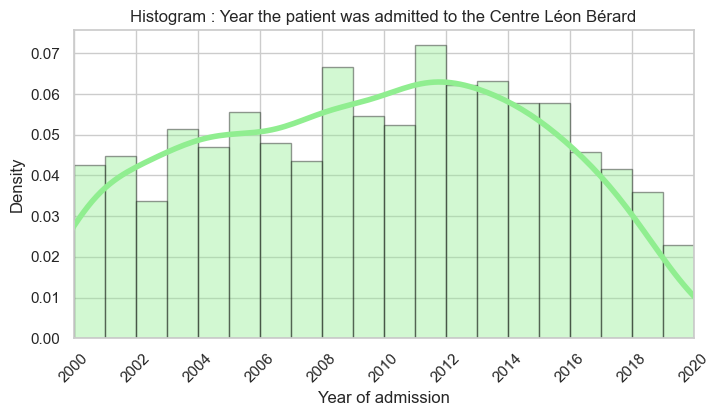 Histogram : Year the patient was admitted to the Centre Léon Bérard
0.07
0.06
0.05
0.04
0.03
0.02
0.01
0.00
Density
2000 2002 2004 2006 2008 2010 2012 2014 2016 2018 2020
Year of admission